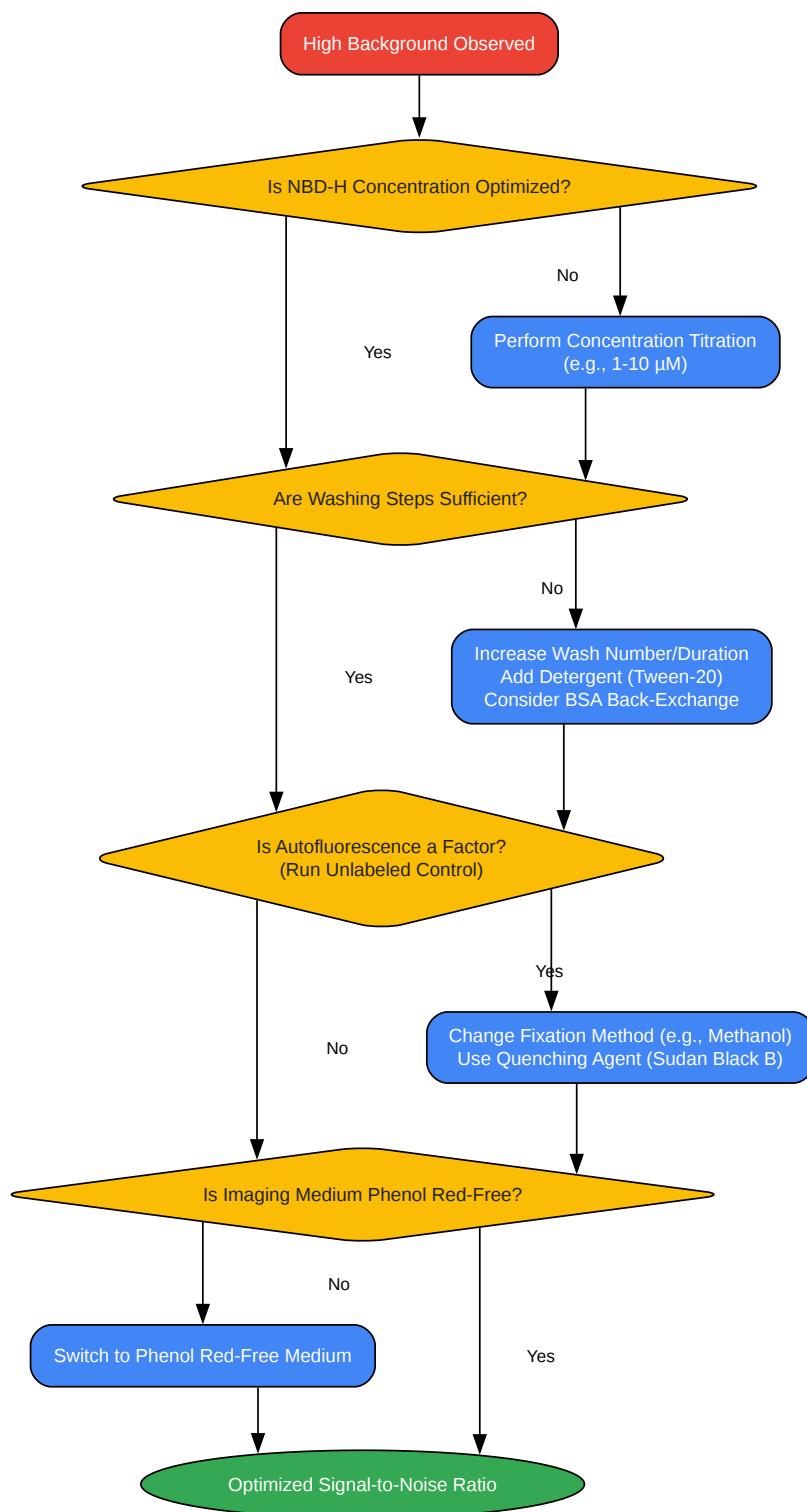 High Background Observed
Is NBD-H Concentration Optimized?
No
Perform Concentration Titration
(e.g., 1-10 µM)
Yes
Are Washing Steps Sufficient?
No
Increase Wash Number/Duration
Add Detergent (Tween-20)
Consider BSA Back-Exchange
Yes
Is Autofluorescence a Factor?
(Run Unlabeled Control)
Yes
Change Fixation Method (e.g., Methanol)
Use Quenching Agent (Sudan Black B)
No
Is Imaging Medium Phenol Red-Free?
No
Switch to Phenol Red-Free Medium
Yes
Optimized Signal-to-Noise Ratio